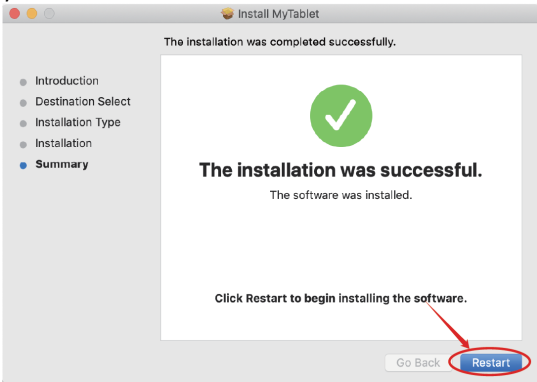 Install MyTablet
The installation was completed successfully.
Introduction
Destination Select
Installation Type
Installation
Summary
The installation was successful.
The software was installed.
Click Restart to begin installing the software.
Go Back
Restart